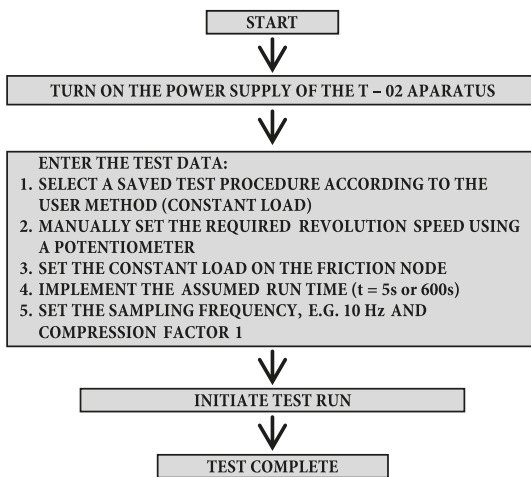 START
TURN ON THE POWER SUPPLY OF THE T – 02 APARATUS
ENTER THE TEST DATA:
1. SELECT A SAVED TEST PROCEDURE ACCORDING TO THE
USER METHOD (CONSTANT LOAD)
2. MANUALLY SET THE REQUIRED REVOLUTION SPEED USING
A POTENTIOMETER
3. SET THE CONSTANT LOAD ON THE FRICTION NODE
4. IMPLEMENT THE ASSUMED RUN TIME (t = 5s or 600s)
5. SET THE SAMPLING FREQUENCY, E.G. 10 Hz AND
COMPRESSION FACTOR 1
INITIATE TEST RUN
TEST COMPLETE